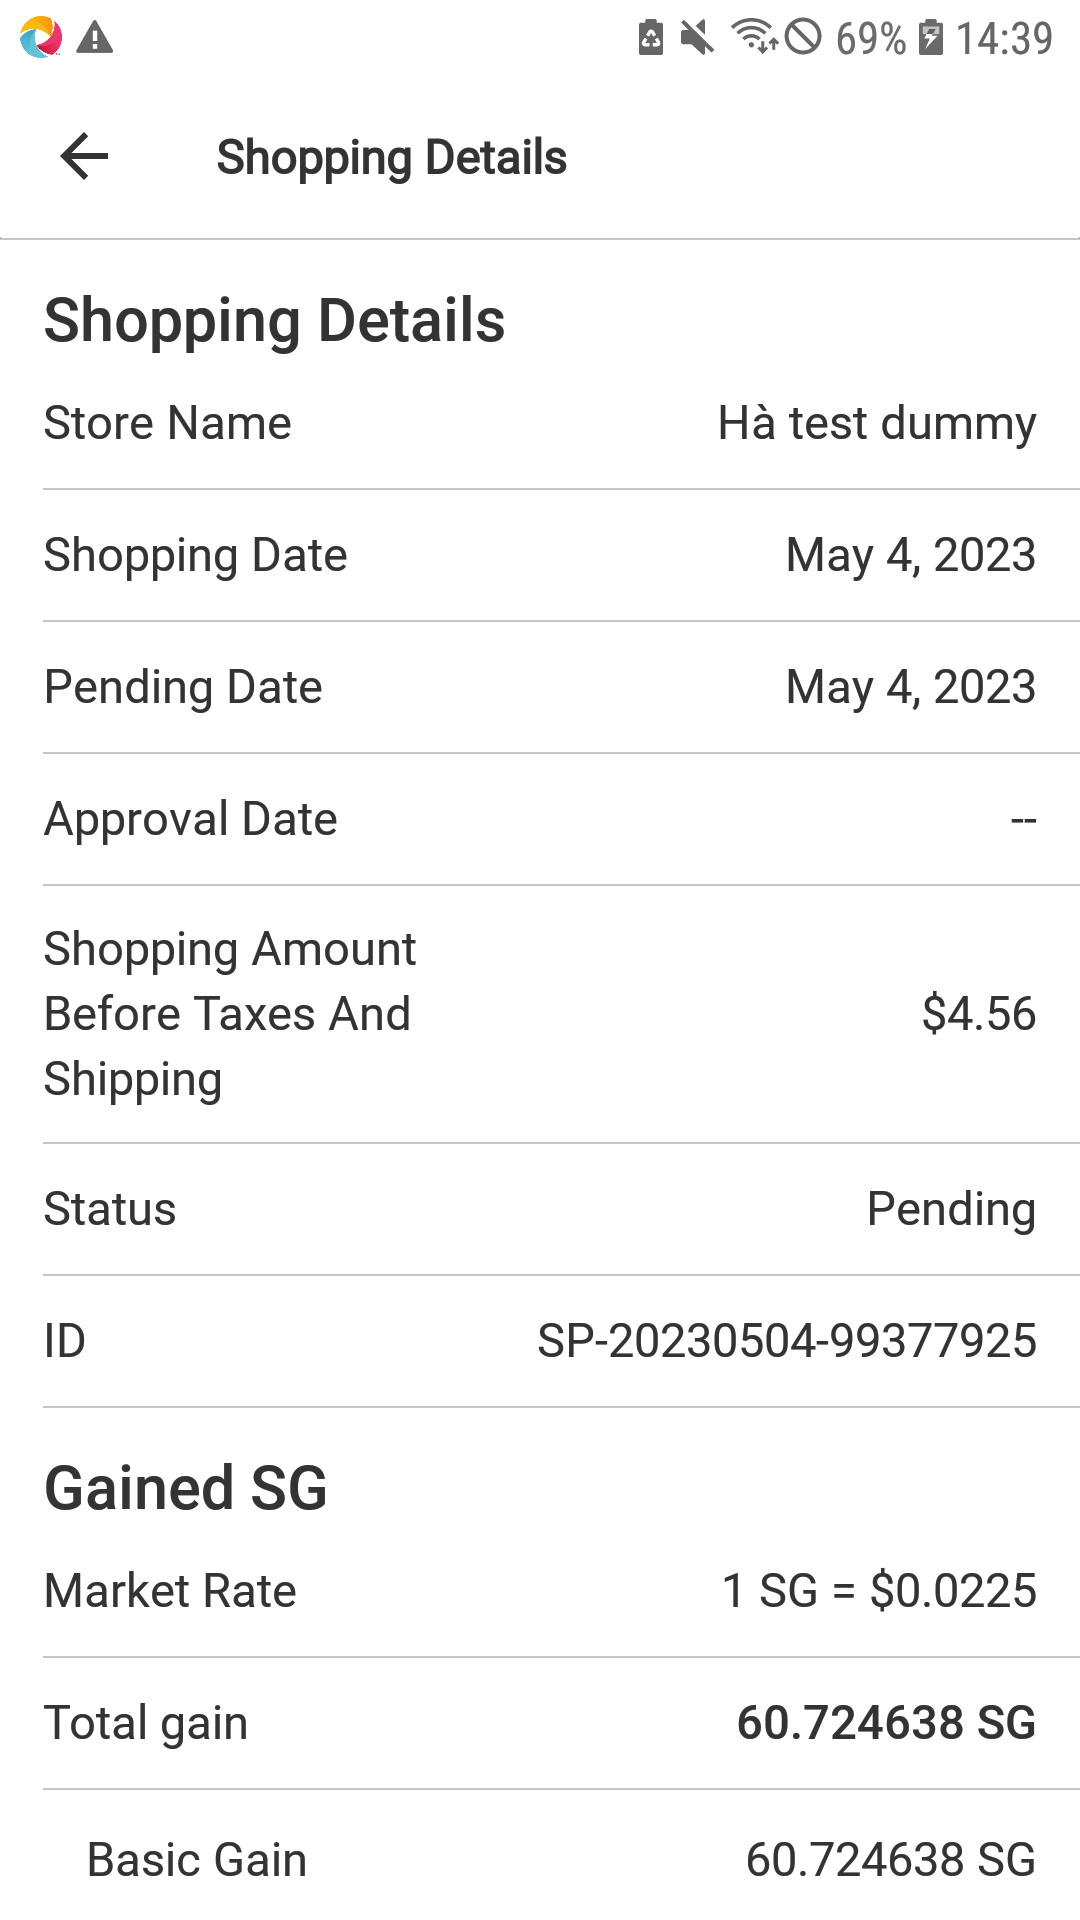 69% 14:39
Shopping Details
Shopping Details
Store Name Hà test dummy
Shopping Date May 4, 2023
Pending Date May 4, 2023
Approval Date --
Shopping Amount
Before Taxes And $4.56
Shipping
Status Pending
ID SP-20230504-99377925
Gained SG
Market Rate 1 SG = $0.0225
Total gain 60.724638 SG
Basic Gain 60.724638 SG